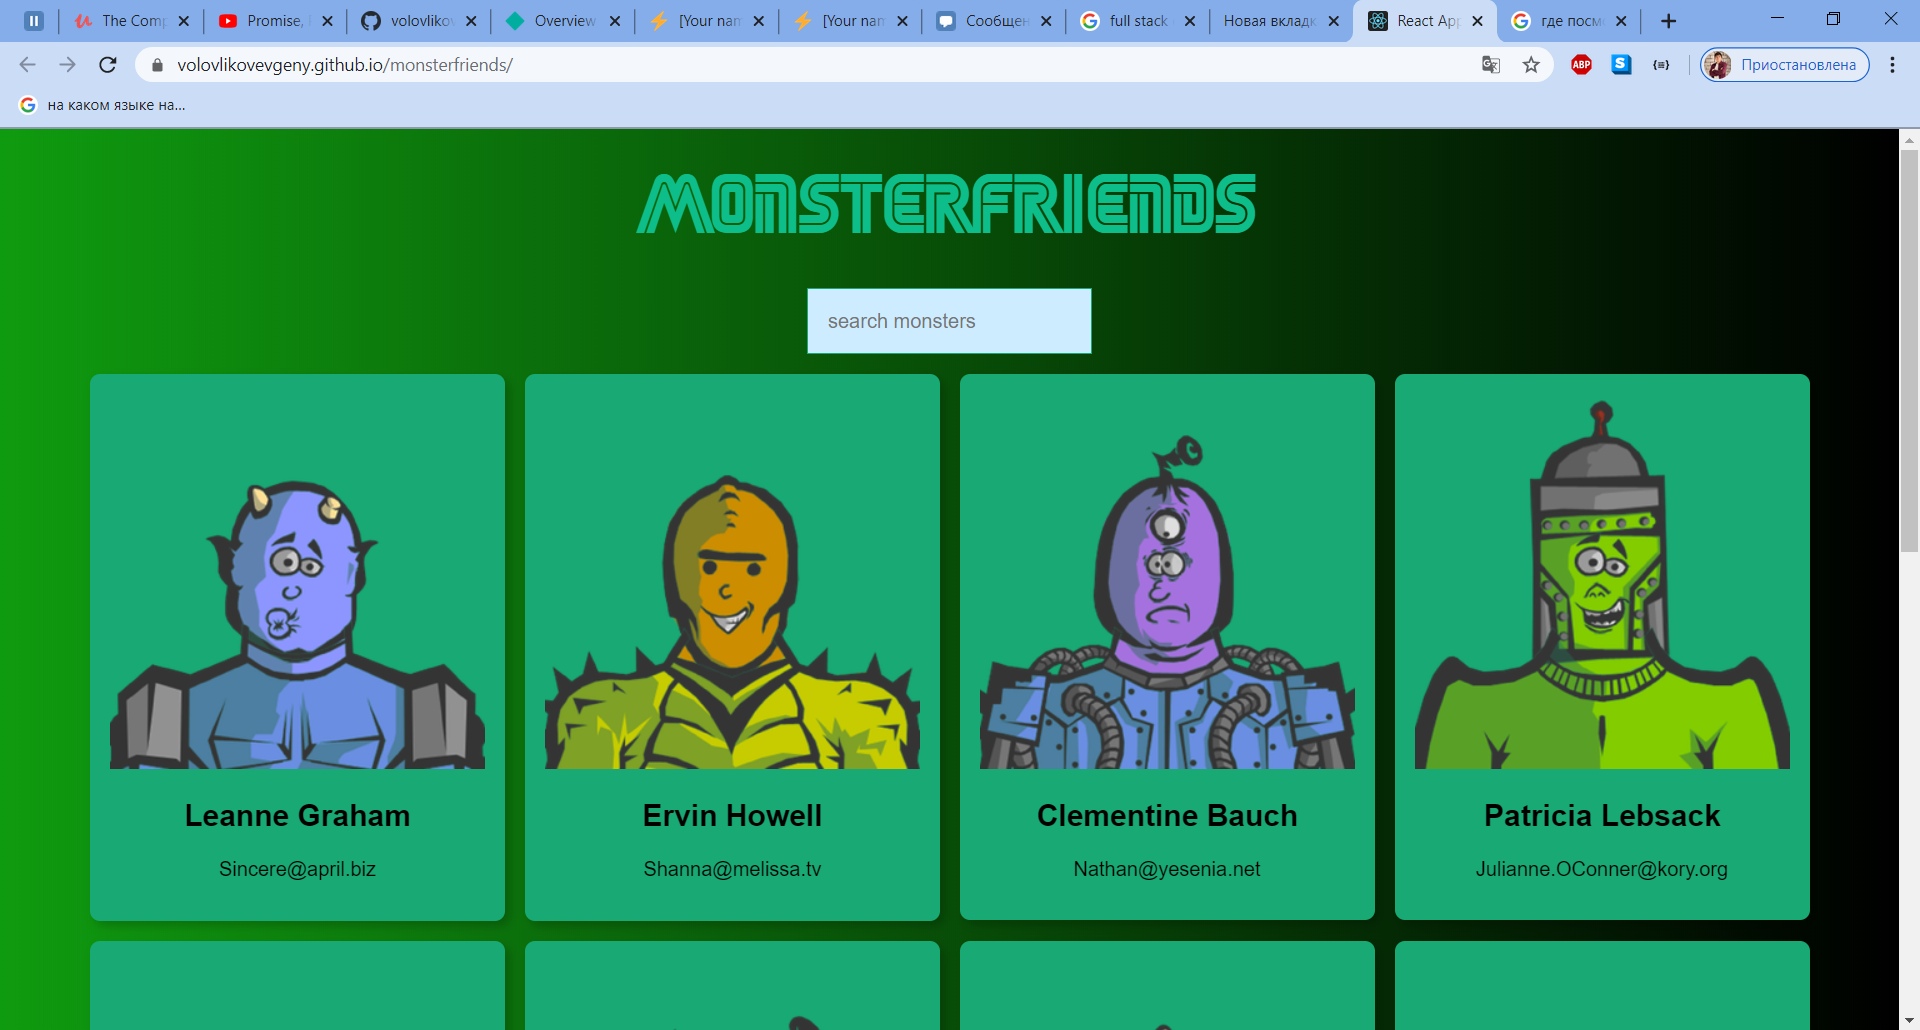 The Comp
Promise,
volovliko
Overview
[Your nam
[Your nam
Сообщен
full stack
Новая вкладк
React App
где посм
volovlikovevgeny.github.io/monsterfriends/
ABP
S
Приостановлена
на каком языке на...
MONSTERFRIENDS
search monsters
Leanne Graham
Ervin Howell
Clementine Bauch
Patricia Lebsack
Sincere@april.biz
Shanna@melissa.tv
Nathan@yesenia.net
Julianne.OConner@kory.org